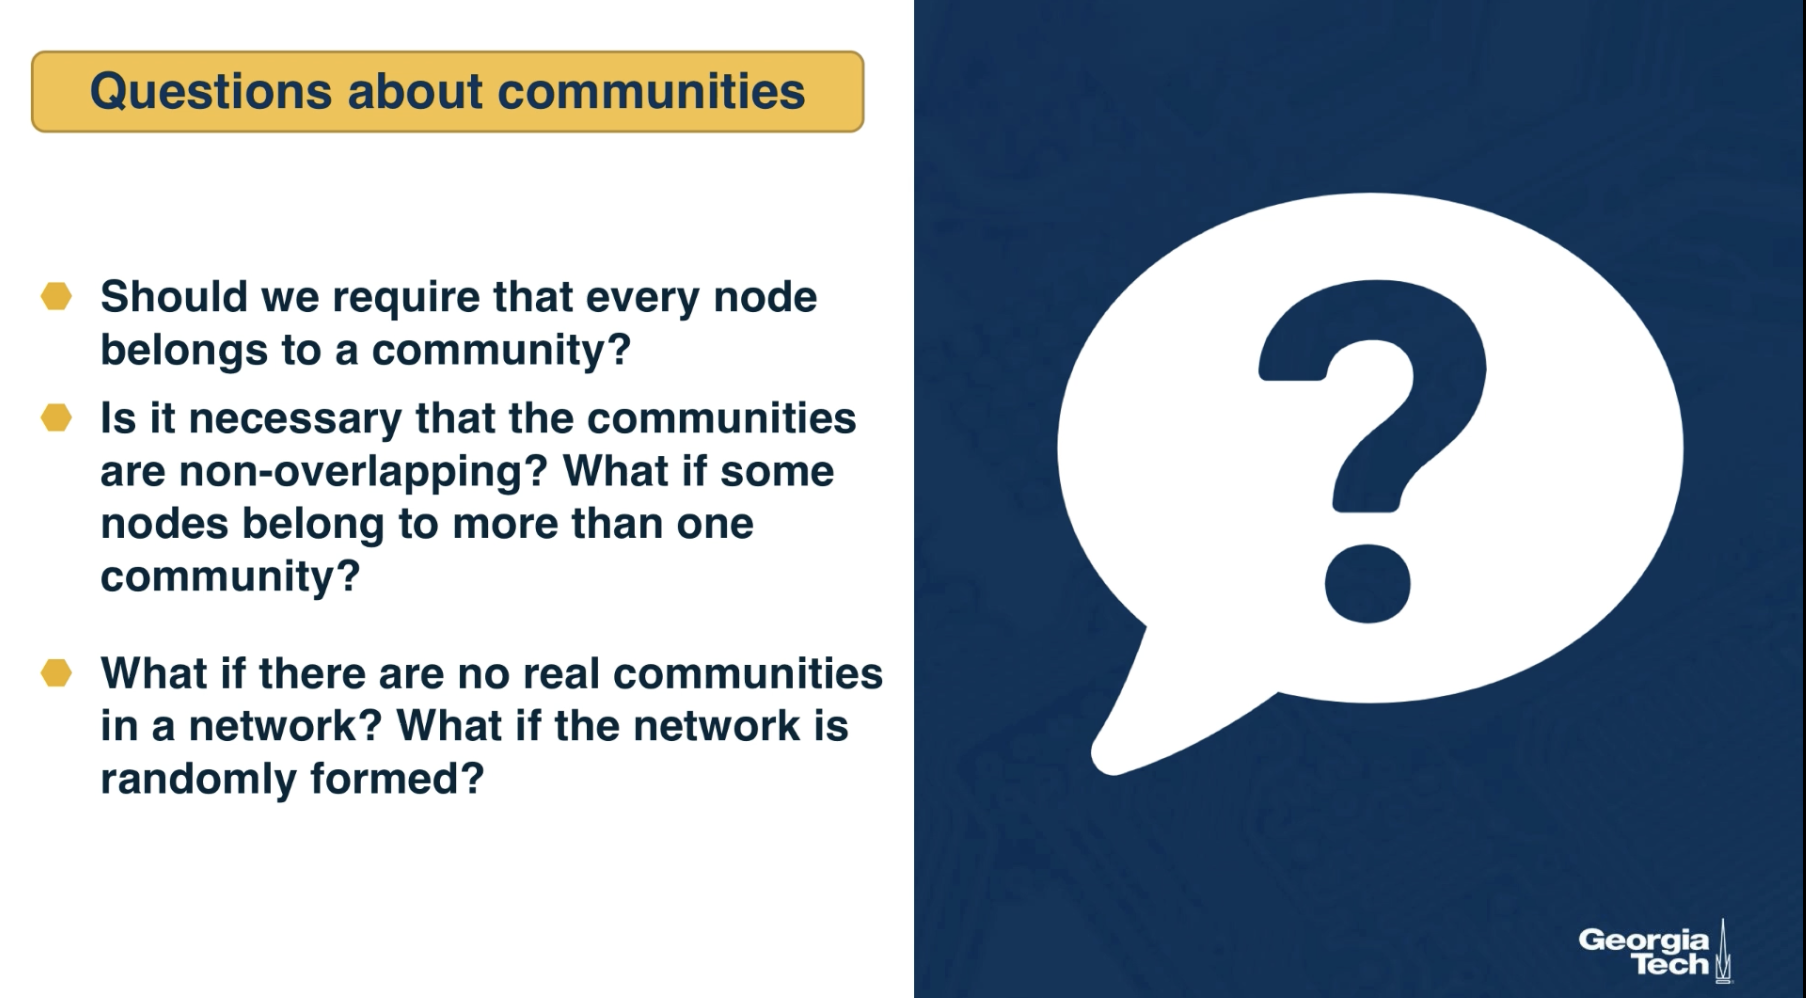 Questions about communities
Should we require that every node
belongs to a community?
Is it necessary that the communities
are non-overlapping? What if some
nodes belong to more than one
community?
What if there are no real communities
in a network? What if the network is
randomly formed?
Georgia
Tech